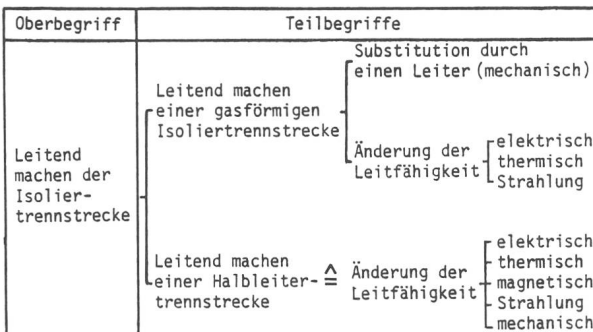 Oberbegriff
Teilbegriffe
Leitend
machen der
Isolier-
trennstrecke
Leitend machen
einer gasförmigen
Isoliertrennstrecke
Substitution durch
einen Leiter (mechanisch)
Änderung der
Leitfähigkeit
elektrisch
thermisch
Strahlung
Leitend machen
einer Halbleiter-
trennstrecke
≙
Änderung der
Leitfähigkeit
elektrisch
thermisch
magnetisch
Strahlung
mechanisch